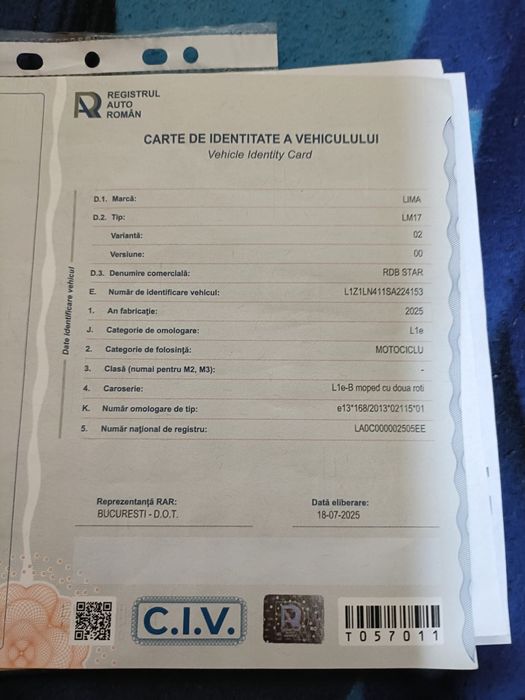 REGISTRUL
AUTO
ROMÂN
CARTE DE IDENTITATE A VEHICULULUI
Vehicle Identity Card
Date identificare vehicul
D.1. Marcă: LIMA
D.2. Tip: LM17
Variantă: 02
Versiune: 00
D.3. Denumire comercială: RDB STAR
E. Număr de identificare vehicul: L1Z1LN411SA224153
1. An fabricaţie: 2025
J. Categorie de omologare: L1e
2. Categorie de folosinţă: MOTOCICLU
3. Clasă (numai pentru M2, M3): -
4. Caroserie: L1e-B moped cu doua roti
K. Număr omologare de tip: e13*168/2013*02115*01
5. Număr naţional de registru: LA0C000002505EE
Reprezentanţă RAR: Dată eliberare:
BUCURESTI - D.O.T. 18-07-2025
C.I.V.
T057011